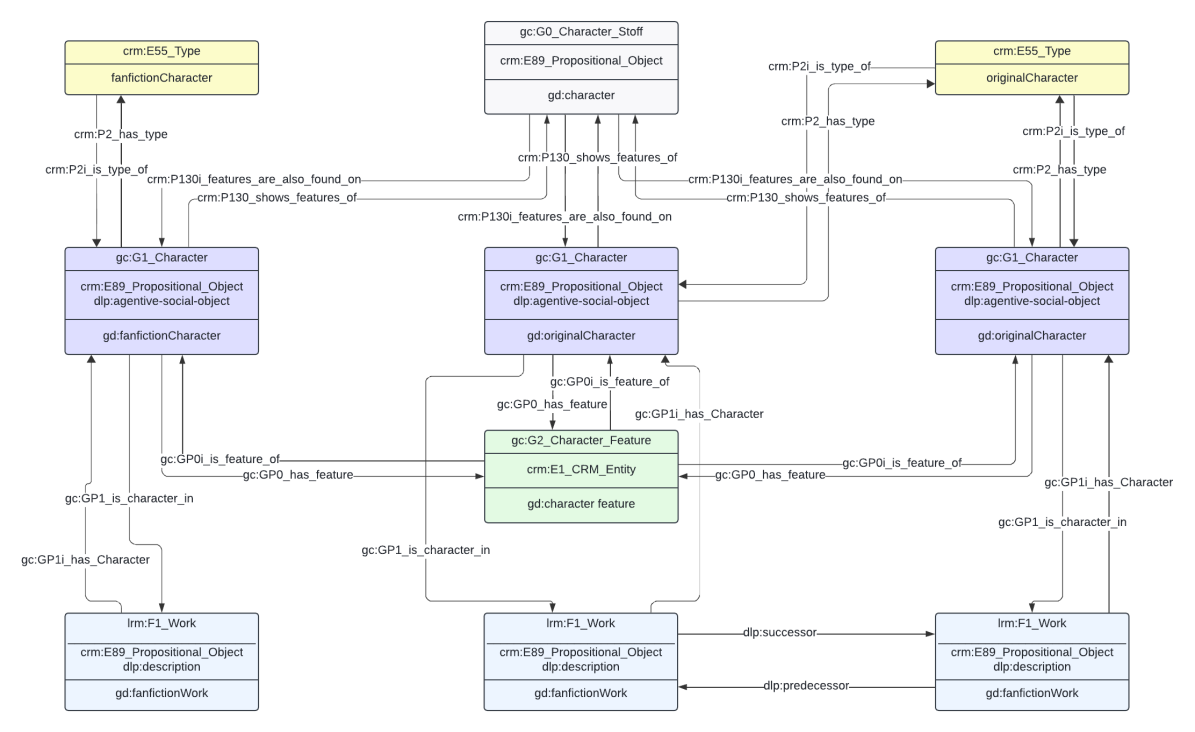 gc:G0_Character_Stoff
crm:E89_Propositional_Object
gd:character
crm:E55_Type
fanfictionCharacter
crm:E55_Type
originalCharacter
crm:P2i_is_type_of
crm:P2_has_type
crm:P2_has_type
crm:P2i_is_type_of
crm:P2i_is_type_of
crm:P2_has_type
crm:P130_shows_features_of
crm:P130i_features_are_also_found_on
crm:P130_shows_features_of
crm:P130i_features_are_also_found_on
crm:P130i_features_are_also_found_on
crm:P130_shows_features_of
gc:G1_Character
crm:E89_Propositional_Object
dlp:agentive-social-object
gd:fanfictionCharacter
gc:G1_Character
crm:E89_Propositional_Object
dlp:agentive-social-object
gd:originalCharacter
gc:G1_Character
crm:E89_Propositional_Object
dlp:agentive-social-object
gd:originalCharacter
gc:GP0i_is_feature_of
gc:GP0_has_feature
gc:GP1i_has_Character
gc:G2_Character_Feature
crm:E1_CRM_Entity
gd:character feature
gc:GP0i_is_feature_of
gc:GP0_has_feature
gc:GP0i_is_feature_of
gc:GP0_has_feature
gc:GP1_is_character_in
gc:GP1i_has_Character
gc:GP1_is_character_in
gc:GP1i_has_Character
gc:GP1_is_character_in
lrm:F1_Work
crm:E89_Propositional_Object
dlp:description
gd:fanfictionWork
lrm:F1_Work
crm:E89_Propositional_Object
dlp:description
gd:fanfictionWork
dlp:successor
dlp:predecessor
lrm:F1_Work
crm:E89_Propositional_Object
dlp:description
gd:fanfictionWork